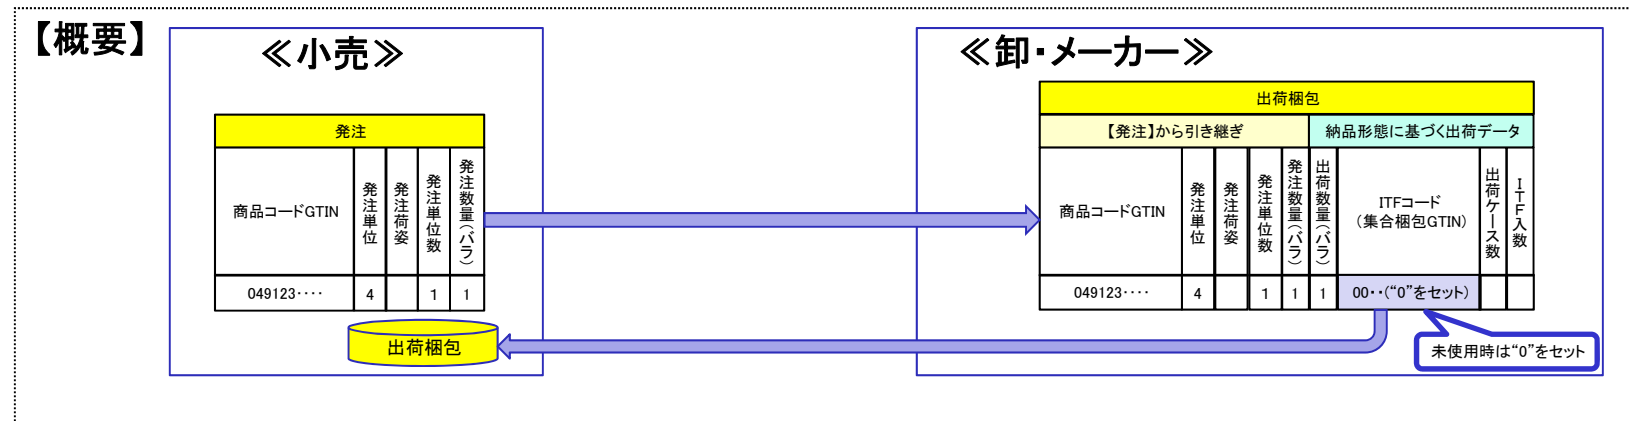 【概要】
≪小売≫
発注
商品コードGTIN
発注単位
発注荷姿
発注単位数
発注数量(バラ)
049123････
4
1
1
出荷梱包
≪卸・メーカー≫
出荷梱包
【発注】から引き継ぎ
納品形態に基づく出荷データ
商品コードGTIN
発注単位
発注荷姿
発注単位数
発注数量(バラ)
出荷数量(バラ)
ITFコード
(集合梱包GTIN)
出荷ケース数
ITF入数
049123････
4
1
1
1
00･･(“0”をセット)
未使用時は“0”をセット